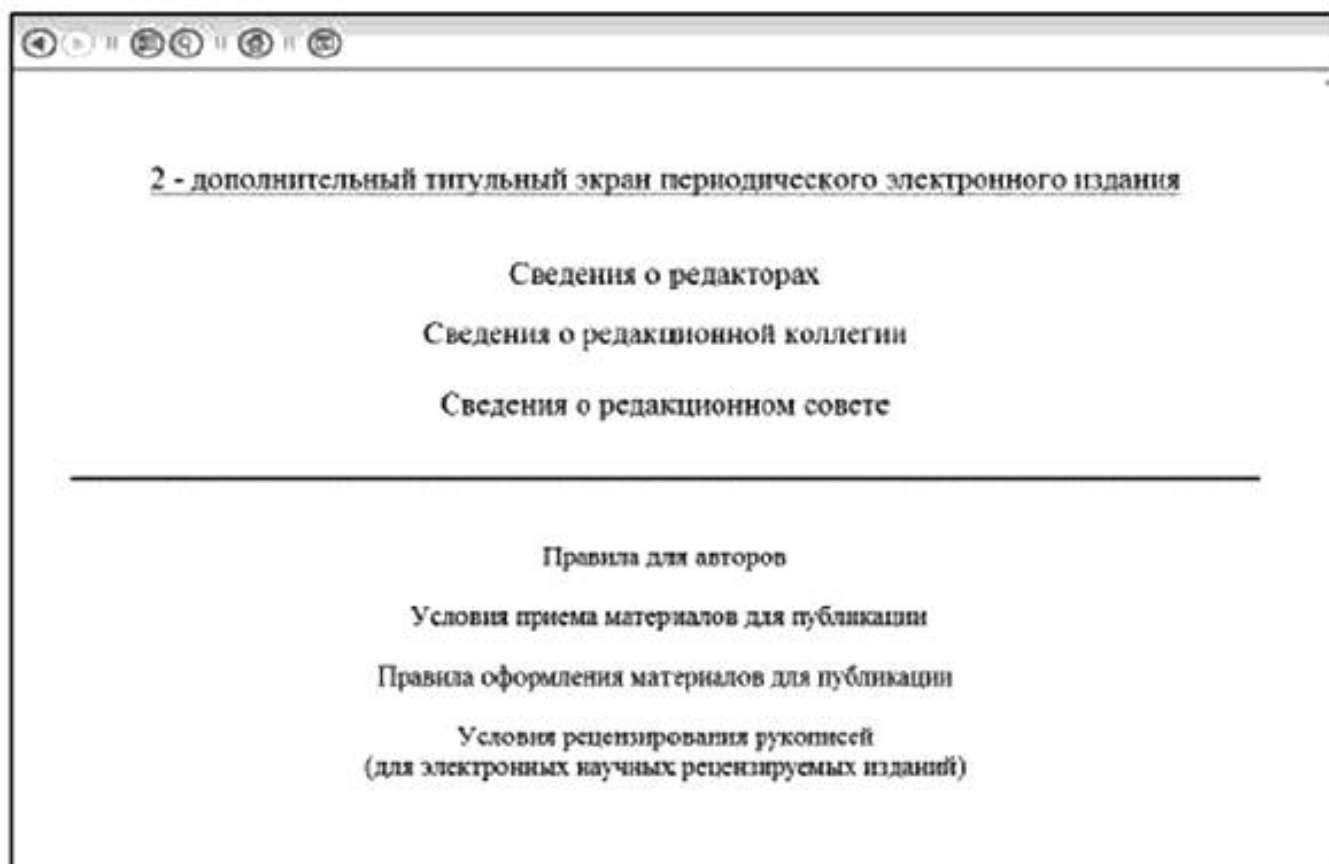 2 - дополнительный титульный экран периодического электронного издания
Сведения о редакторах
Сведения о редакционной коллегии
Сведения о редакционном совете
Правила для авторов
Условия приема материалов для публикации
Правила оформления материалов для публикации
Условия рецензирования рукописей
(для электронных научных рецензируемых изданий)